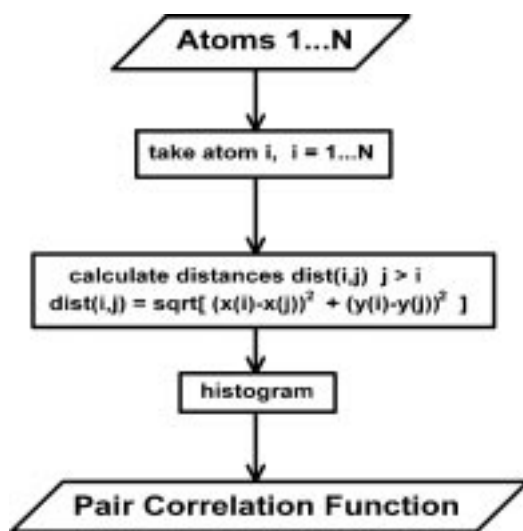 Atoms 1...N
take atom i, i = 1...N
calculate distances dist(i,j) j > i
dist(i,j) = sqrt[ (x(i)-x(j))² + (y(i)-y(j))² ]
histogram
Pair Correlation Function